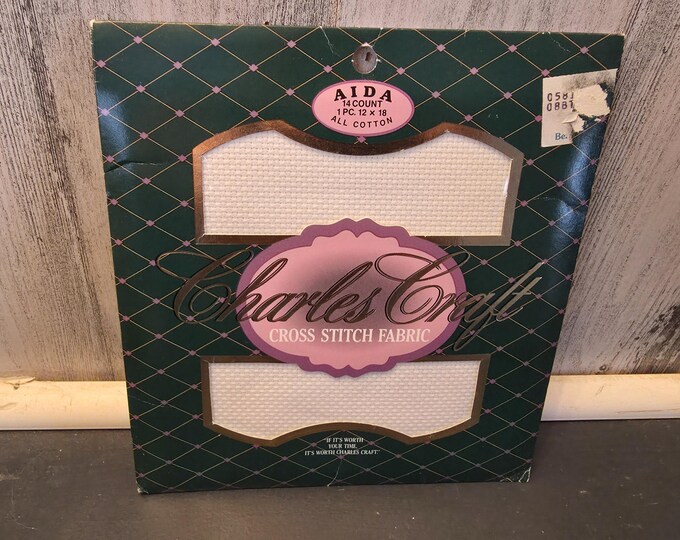 AIDA
14 COUNT
1 PC. 12 x 18
ALL COTTON
Charles Craft
CROSS STITCH FABRIC
"IF IT'S WORTH
YOUR TIME,
IT'S WORTH CHARLES CRAFT."